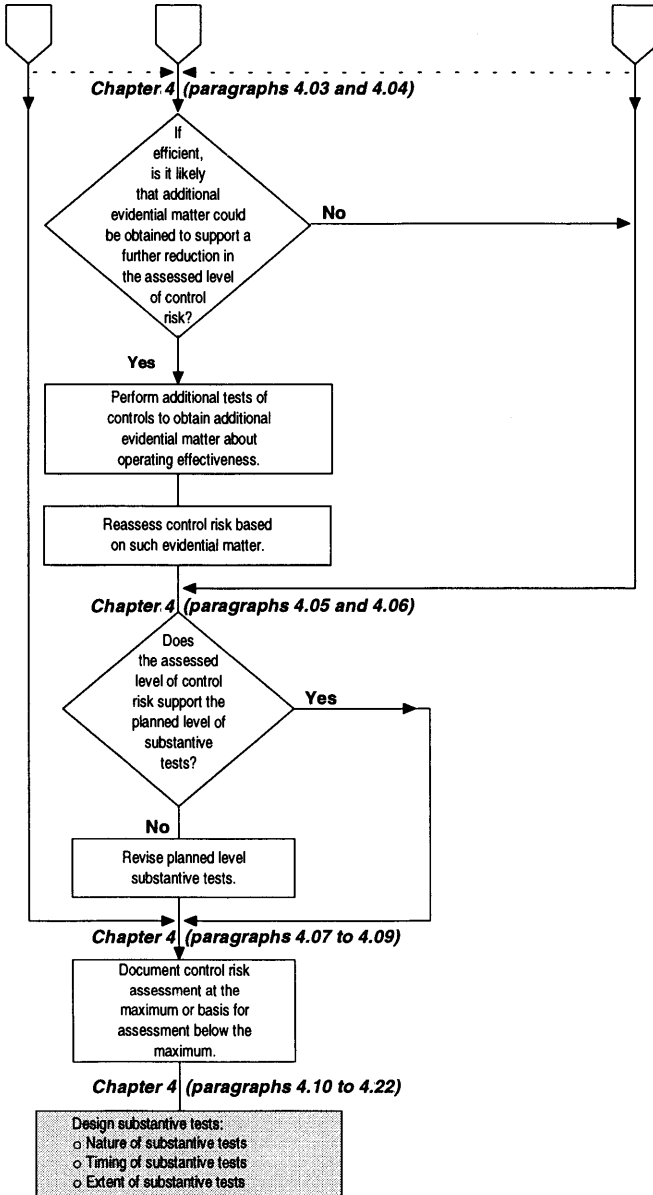 Chapter 4 (paragraphs 4.03 and 4.04)
If
efficient,
is it likely
that additional
evidential matter could
be obtained to support a
further reduction in
the assessed level
of control
risk?
No
Yes
Perform additional tests of
controls to obtain additional
evidential matter about
operating effectiveness.
Reassess control risk based
on such evidential matter.
Chapter 4 (paragraphs 4.05 and 4.06)
Does
the assessed
level of control
risk support the
planned level of
substantive
tests?
Yes
No
Revise planned level
substantive tests.
Chapter 4 (paragraphs 4.07 to 4.09)
Document control risk
assessment at the
maximum or basis for
assessment below the
maximum.
Chapter 4 (paragraphs 4.10 to 4.22)
Design substantive tests:
o Nature of substantive tests
o Timing of substantive tests
o Extent of substantive tests